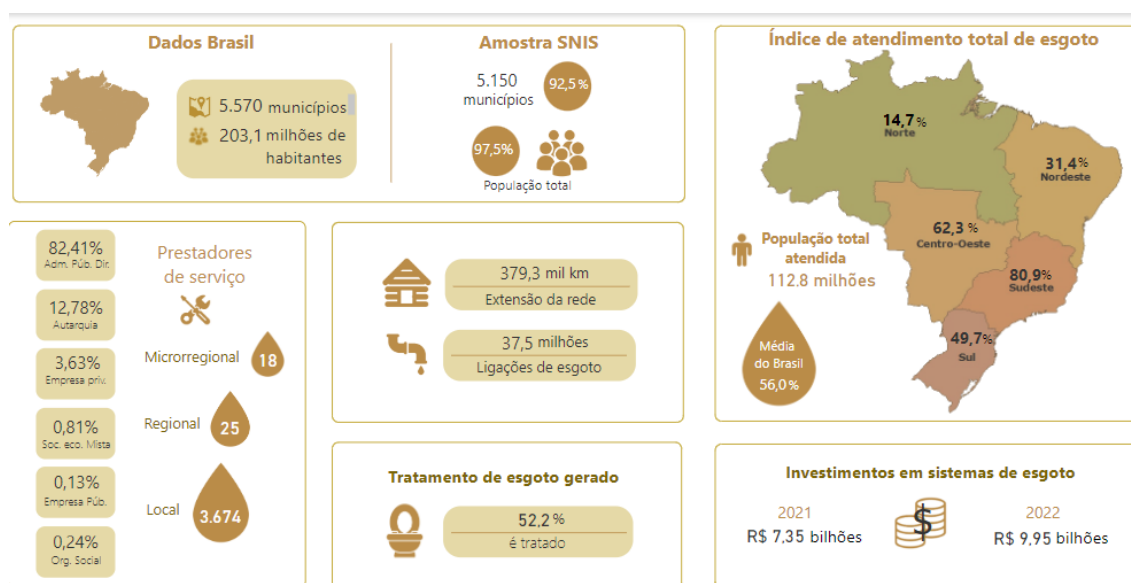 Dados Brasil
5.570 municípios
203,1 milhões de
habitantes
Amostra SNIS
5.150
municípios
92,5%
97,5%
População total
Índice de atendimento total de esgoto
14,7%
Norte
31,4%
Nordeste
62,3 %
Centro-Oeste
80,9%
Sudeste
49,7%
Sul
População total
atendida
112.8 milhões
Média
do Brasil
56,0%
82,41%
Adm. Púb. Dir.
12,78%
Autarquia
3,63%
Empresa priv.
0,81%
Soc. eco. Mista
0,13%
Empresa Púb.
0,24%
Org. Social
Prestadores
de serviço
Microrregional
18
Regional
25
Local
3.674
379,3 mil km
Extensão da rede
37,5 milhões
Ligações de esgoto
Tratamento de esgoto gerado
52,2 %
é tratado
Investimentos em sistemas de esgoto
2021
R$ 7,35 bilhões
$
2022
R$ 9,95 bilhões